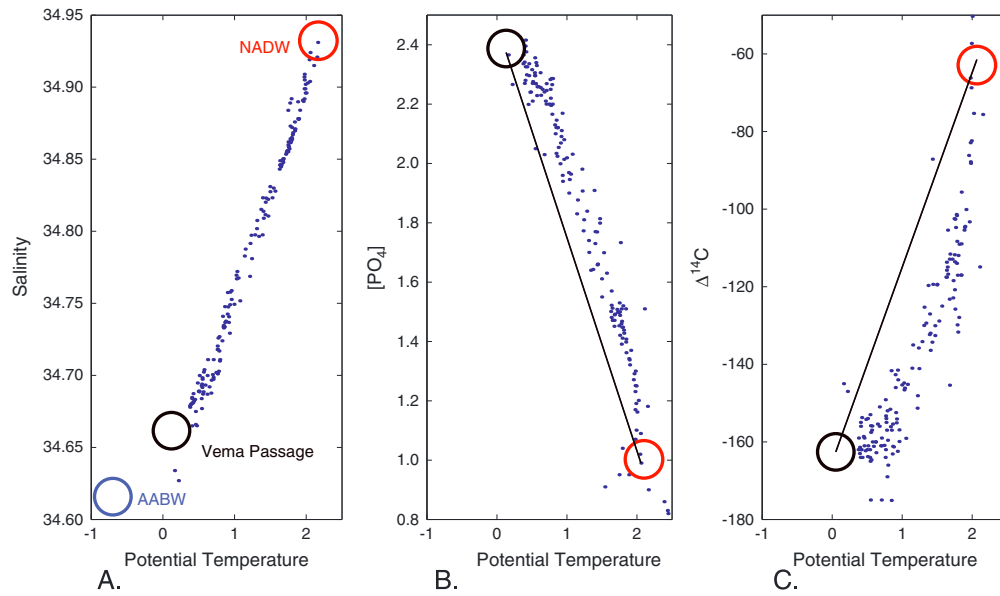 34.95
34.90
34.85
34.80
34.75
34.70
34.65
34.60
Salinity
NADW
Vema Passage
AABW
-1 0 1 2
Potential Temperature
A.
2.4
2.2
2.0
1.8
1.6
1.4
1.2
1.0
0.8
[PO4]
-1 0 1 2
Potential Temperature
B.
-60
-80
-100
-120
-140
-160
-180
Δ14C
-1 0 1 2
Potential Temperature
C.